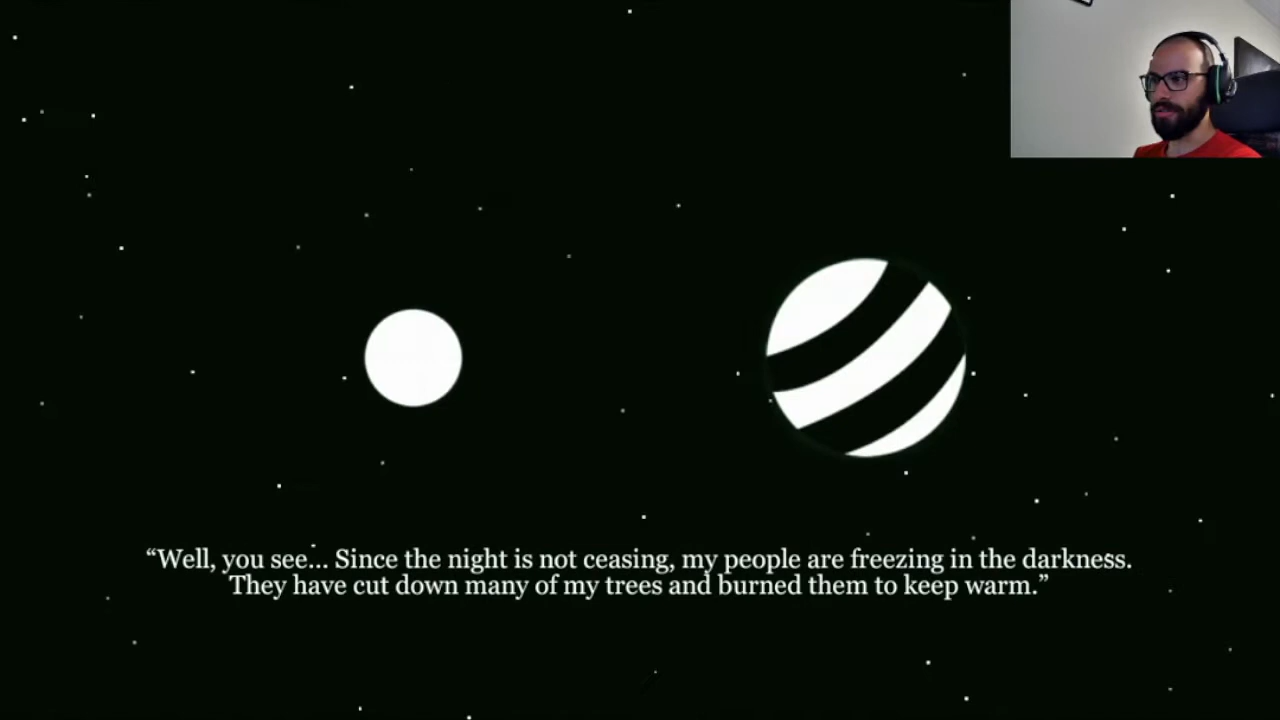 “Well, you see... Since the night is not ceasing, my people are freezing in the darkness.
They have cut down many of my trees and burned them to keep warm.”